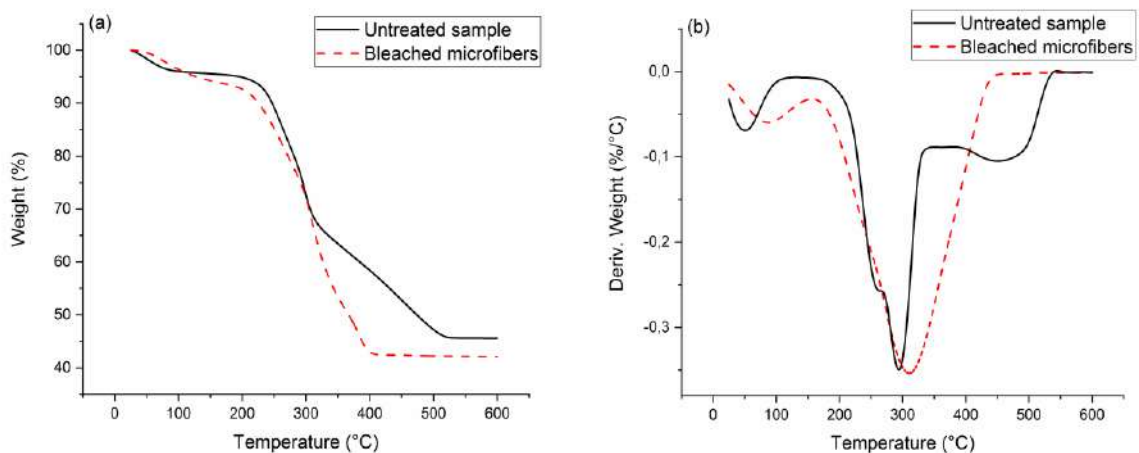 (a)
Untreated sample
Bleached microfibers
100
90
80
70
60
50
40
Weight (%)
0 100 200 300 400 500 600
Temperature (°C)
(b)
Untreated sample
Bleached microfibers
0,0
-0,1
-0,2
-0,3
Deriv. Weight (%/°C)
0 100 200 300 400 500 600
Temperature (°C)